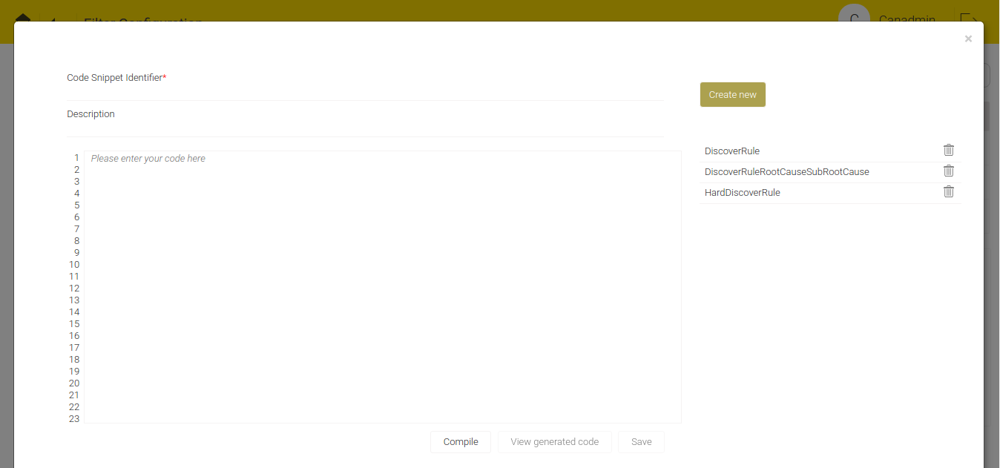 Filter Configuration
C
Canadmin
×
Code Snippet Identifier*
Create new
Description
1
Please enter your code here
2
3
4
5
6
7
8
9
10
11
12
13
14
15
16
17
18
19
20
21
22
23
DiscoverRule
DiscoverRuleRootCauseSubRootCause
HardDiscoverRule
Compile
View generated code
Save